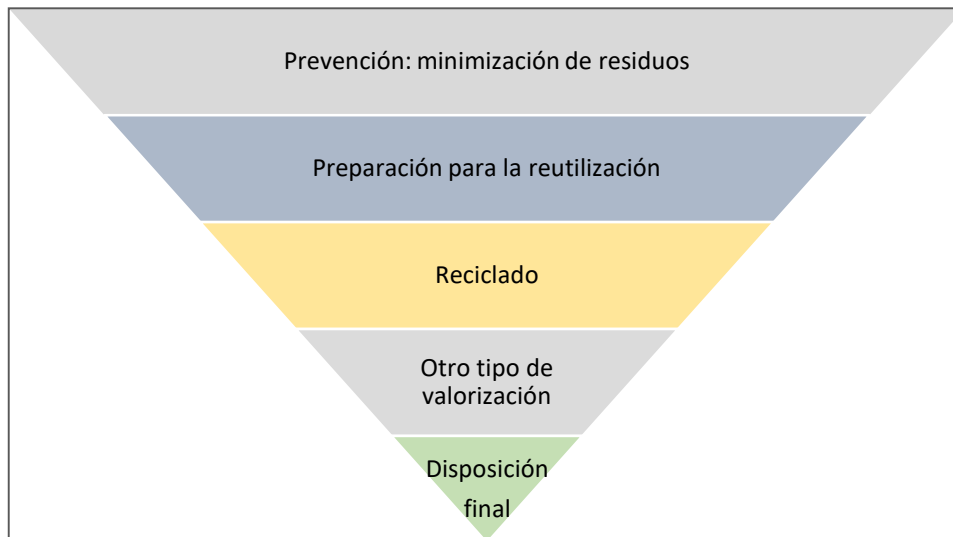 Prevención: minimización de residuos
Preparación para la reutilización
Reciclado
Otro tipo de
valorización
Disposición
final